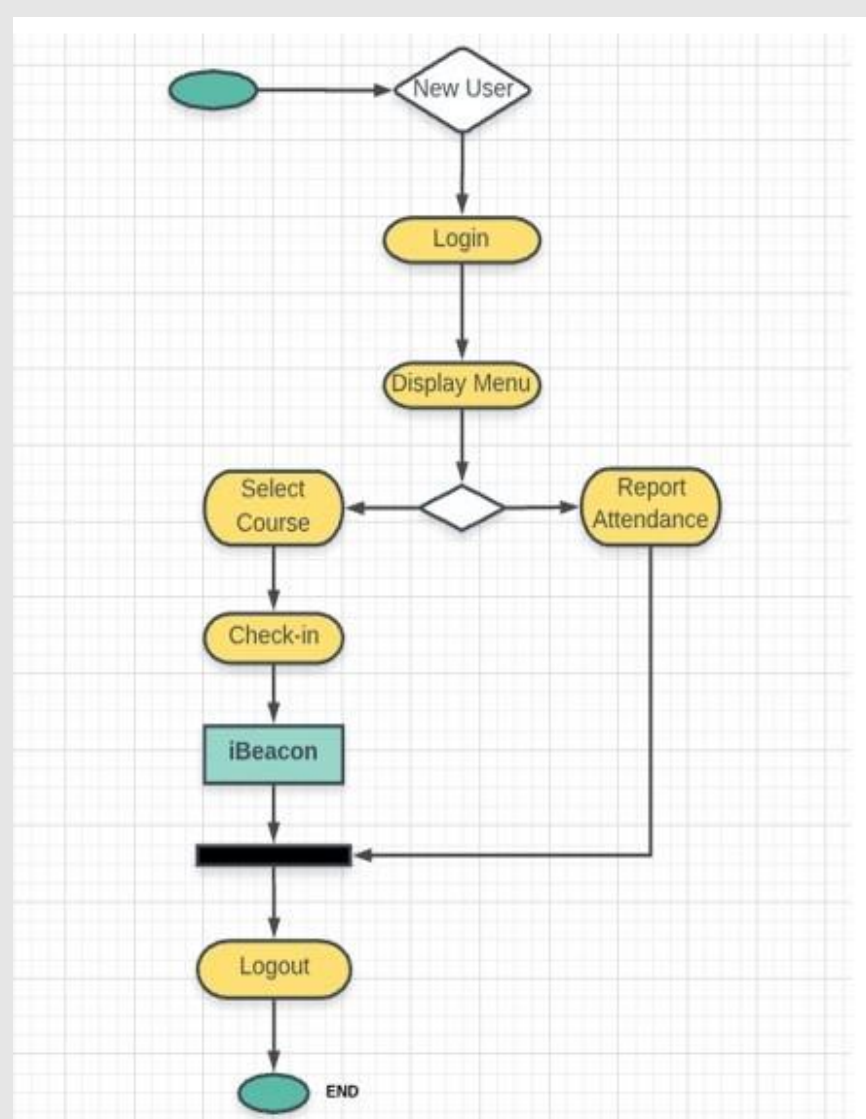 New User
Login
Display Menu
Select
Course
Report
Attendance
Check-in
iBeacon
Logout
END